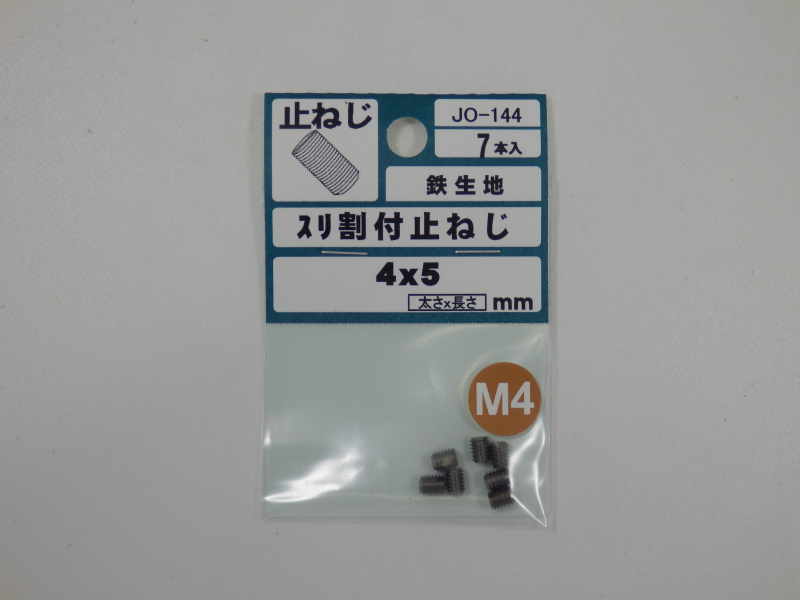 止ねじ
JO-144
7本入
鉄生地
ｽﾘ割付止ねじ
4x5
太さx長さ mm
M4